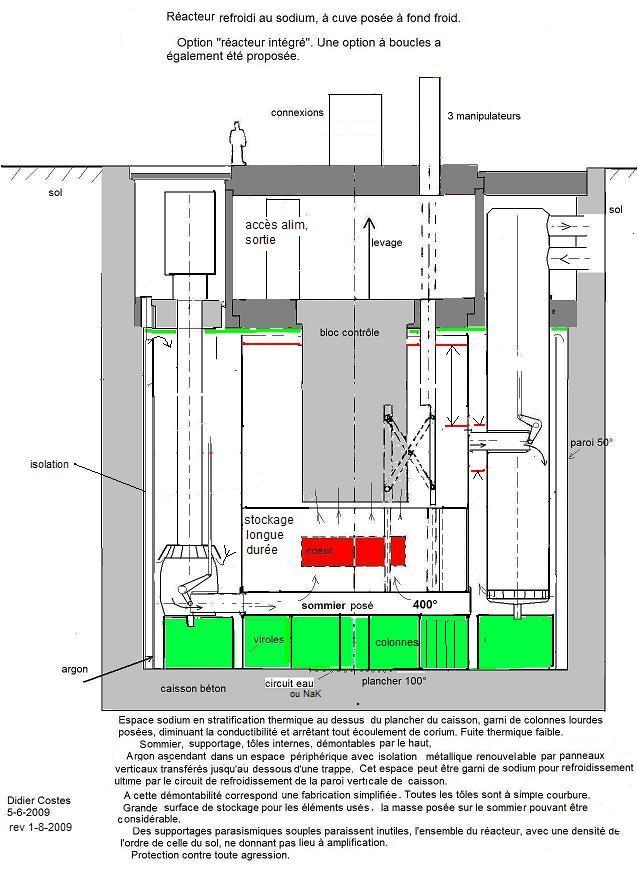 Réacteur refroidi au sodium, à cuve posée à fond froid.
Option "réacteur intégré". Une option à boucles a
également été proposée.
connexions
3 manipulateurs
sol
sol
accès alim,
sortie
levage
bloc contrôle
e
isolation
paroi 50°
stockage
longue
durée
coeur
sommier posé
400°
viroles
colonnes
argon
caisson béton
circuit eau
ou NaK
plancher 100°
Espace sodium en stratification thermique au dessus du plancher du caisson, garni de colonnes lourdes
posées, diminuant la conductibilité et arrêtant tout écoulement de corium. Fuite thermique faible.
Sommier, supportage, tôles internes, démontables par le haut,
Argon ascendant dans un espace périphérique avec isolation métallique renouvelable par panneaux
verticaux transférés jusqu'au dessous d'une trappe. Cet espace peut être garni de sodium pour refroidissement
ultime par le circuit de refroidissement de la paroi verticale de caisson.
A cette démontabilité correspond une fabrication simplifiée. Toutes les tôles sont à simple courbure.
Grande surface de stockage pour les éléments usés, la masse posée sur le sommier pouvant être
considérable.
Des supportages parasismiques souples paraissent inutiles, l'ensemble du réacteur, avec une densité de
l'ordre de celle du sol, ne donnant pas lieu à amplification.
Protection contre toute agression.
Didier Costes
5-6-2009
rev 1-8-2009